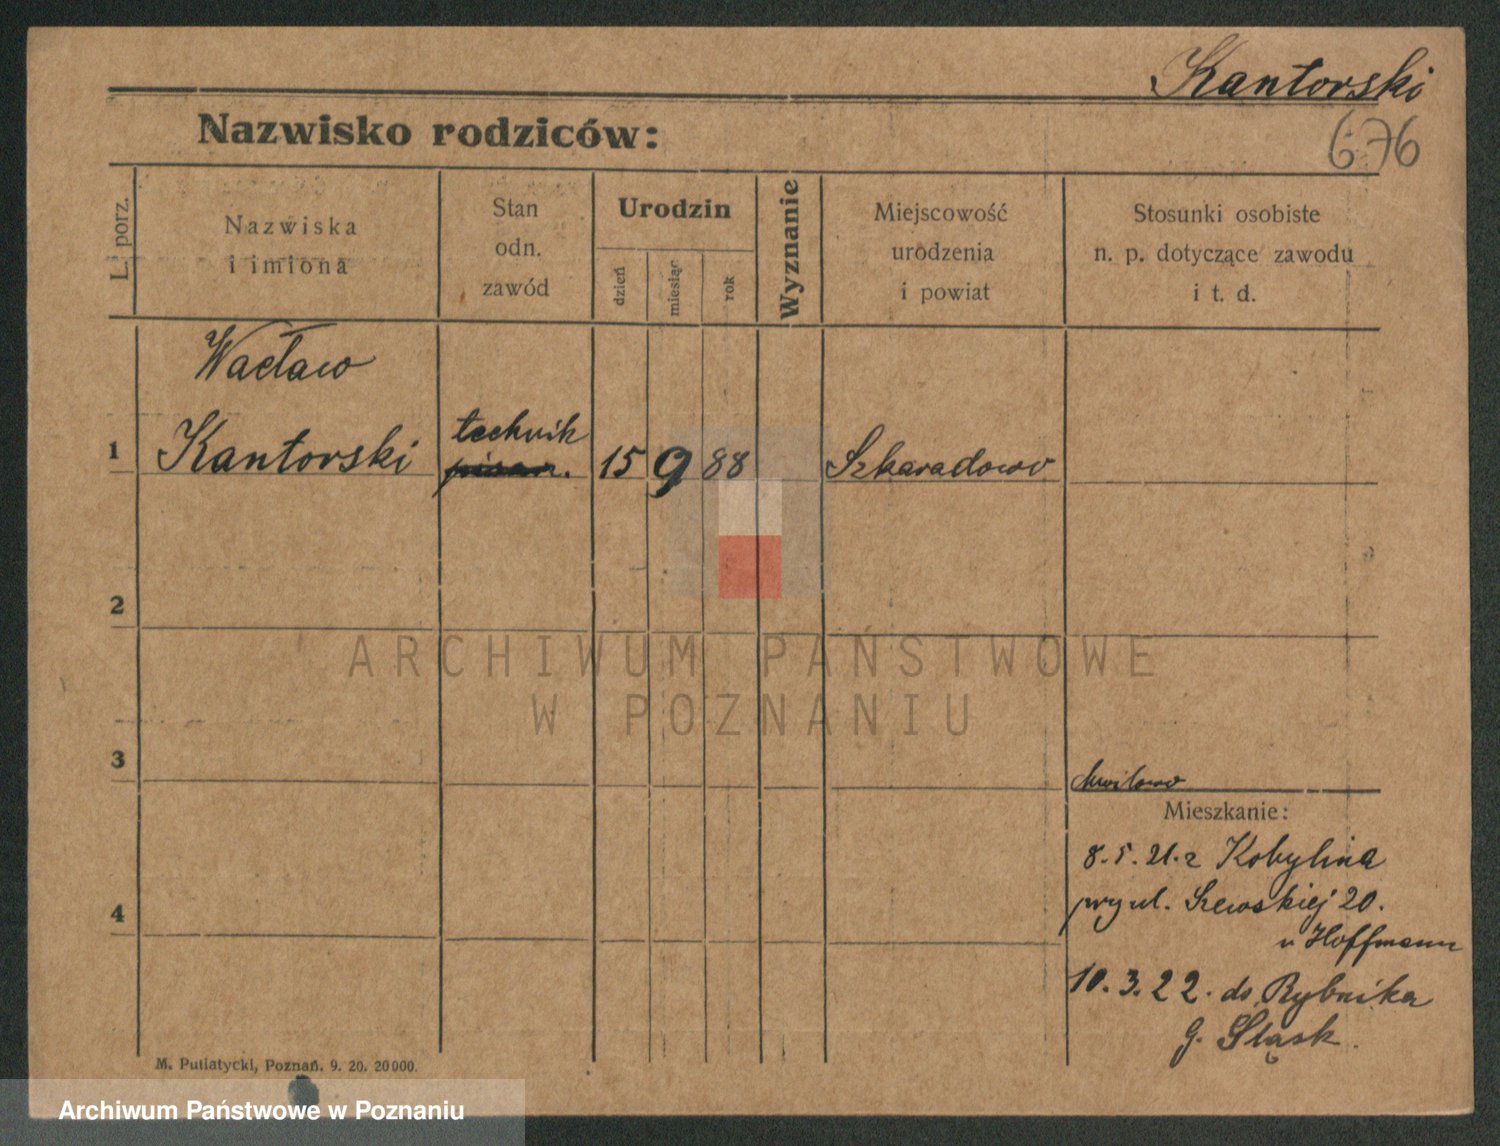 Kantorski
676
Nazwisko rodziców:
L. porz.
Nazwiska
i imiona
Stan
odn.
zawód
Urodzin
dzień
miesiąc
rok
Wyznanie
Miejscowość
urodzenia
i powiat
Stosunki osobiste
n. p. dotyczące zawodu
i t. d.
Wacław
1 Kantorski technik 15 9 88 Szkaradowo
pisarz.
2
ARCHIWUM PAŃSTWOWE
W POZNANIU
3
chwilowo
Mieszkanie:
8. 5. 21. z Kobylina
4 przy ul. Szewskiej 20.
u Hoffmann
10. 3. 22. do Rybnika
G. Śląsk.
M. Putiatycki, Poznań. 9. 20. 20000.
Archiwum Państwowe w Poznaniu